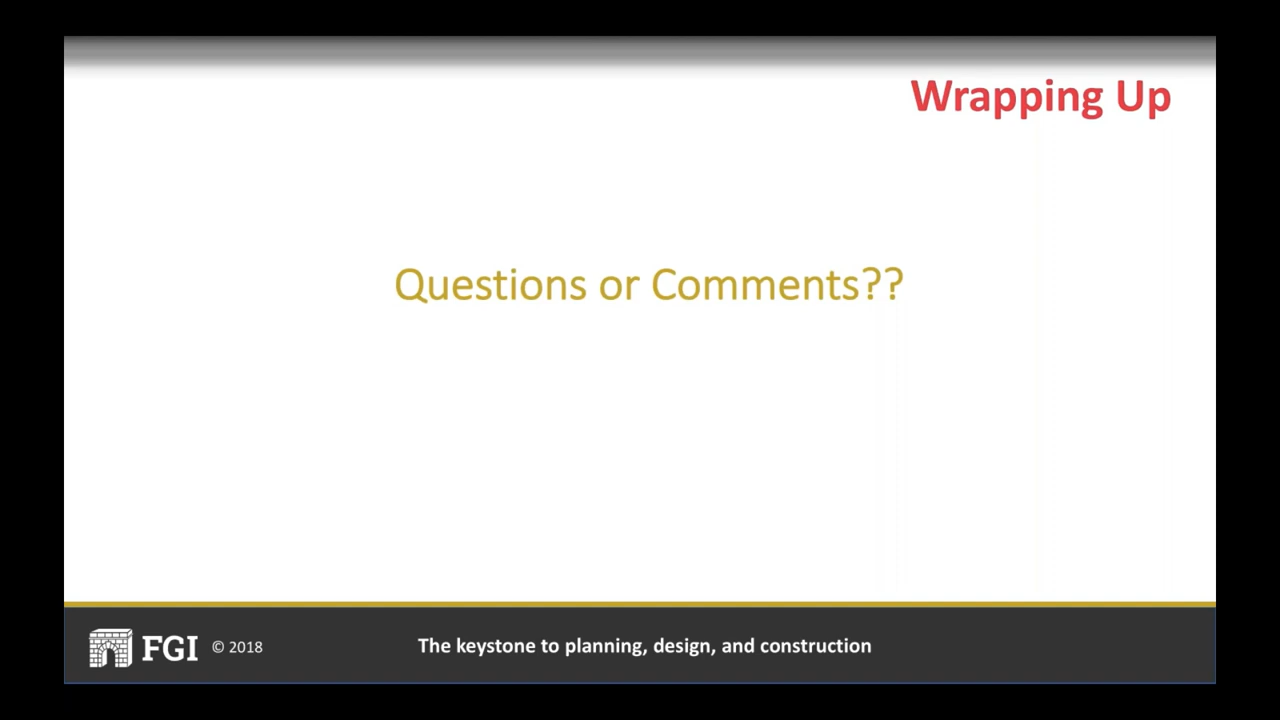 Wrapping Up
Questions or Comments??
FGI © 2018
The keystone to planning, design, and construction